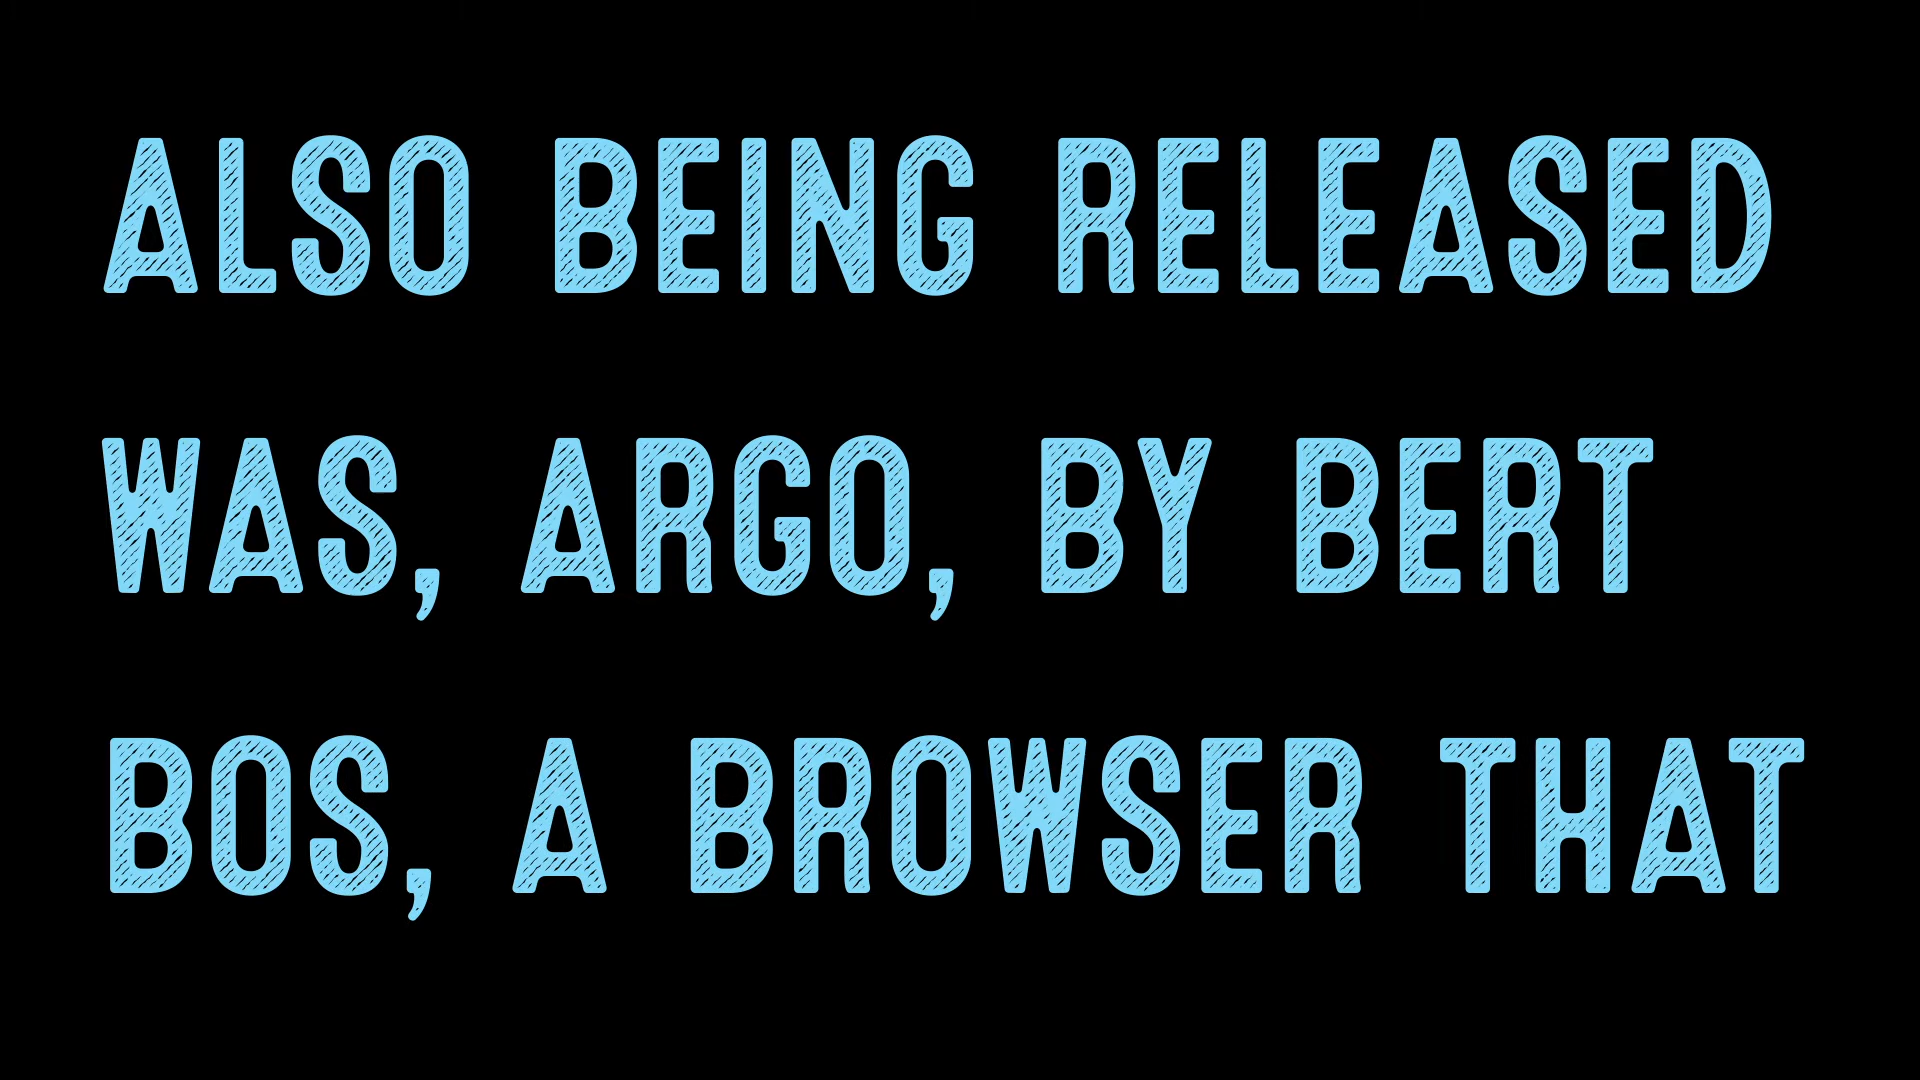 ALSO BEING RELEASED
WAS, ARGO, BY BERT
BOS, A BROWSER THAT